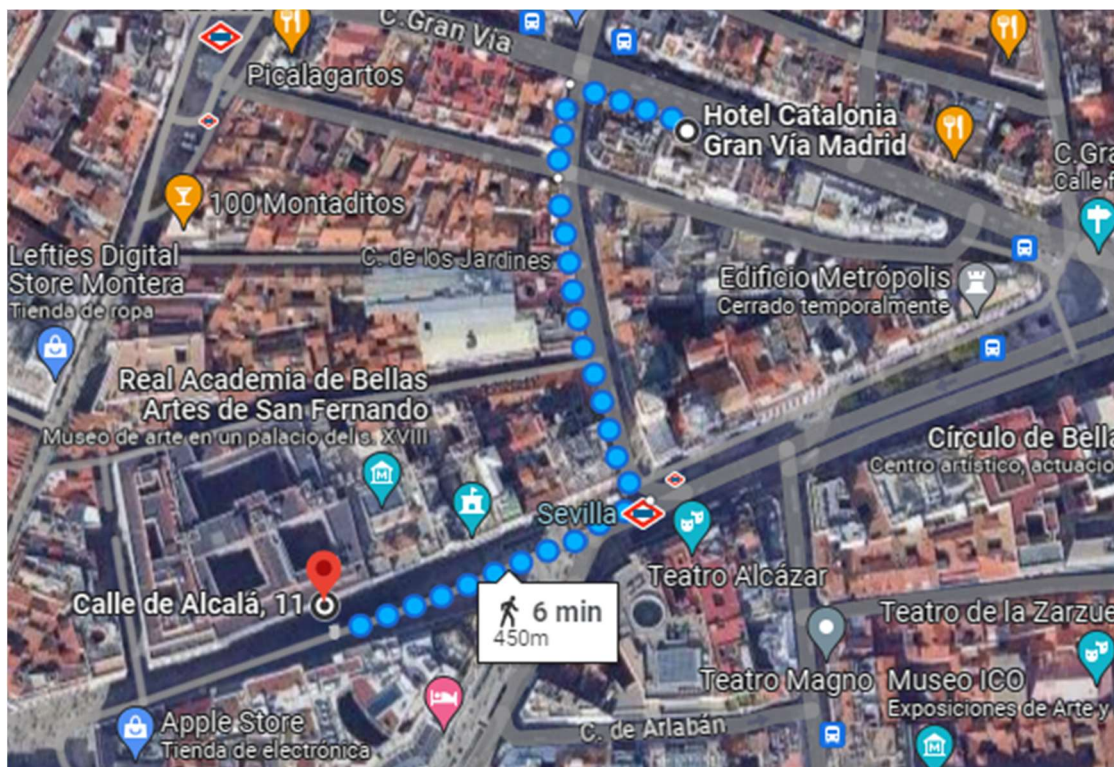 C. Gran Vía
Picalagartos
Hotel Catalonia
Gran Vía Madrid
C.Gra
Calle f
100 Montaditos
Lefties Digital
Store Montera
Tienda de ropa
C. de los Jardines
Edificio Metrópolis
Cerrado temporalmente
Real Academia de Bellas
Artes de San Fernando
Museo de arte en un palacio del s. XVIII
Círculo de Bella
Centro artístico, actuacio
Sevilla
Teatro Alcázar
Calle de Alcalá, 11
6 min
450m
Teatro de la Zarzue
Teatro Magno
Museo ICO
Exposiciones de Arte y
Apple Store
Tienda de electrónica
C. de Arlabán